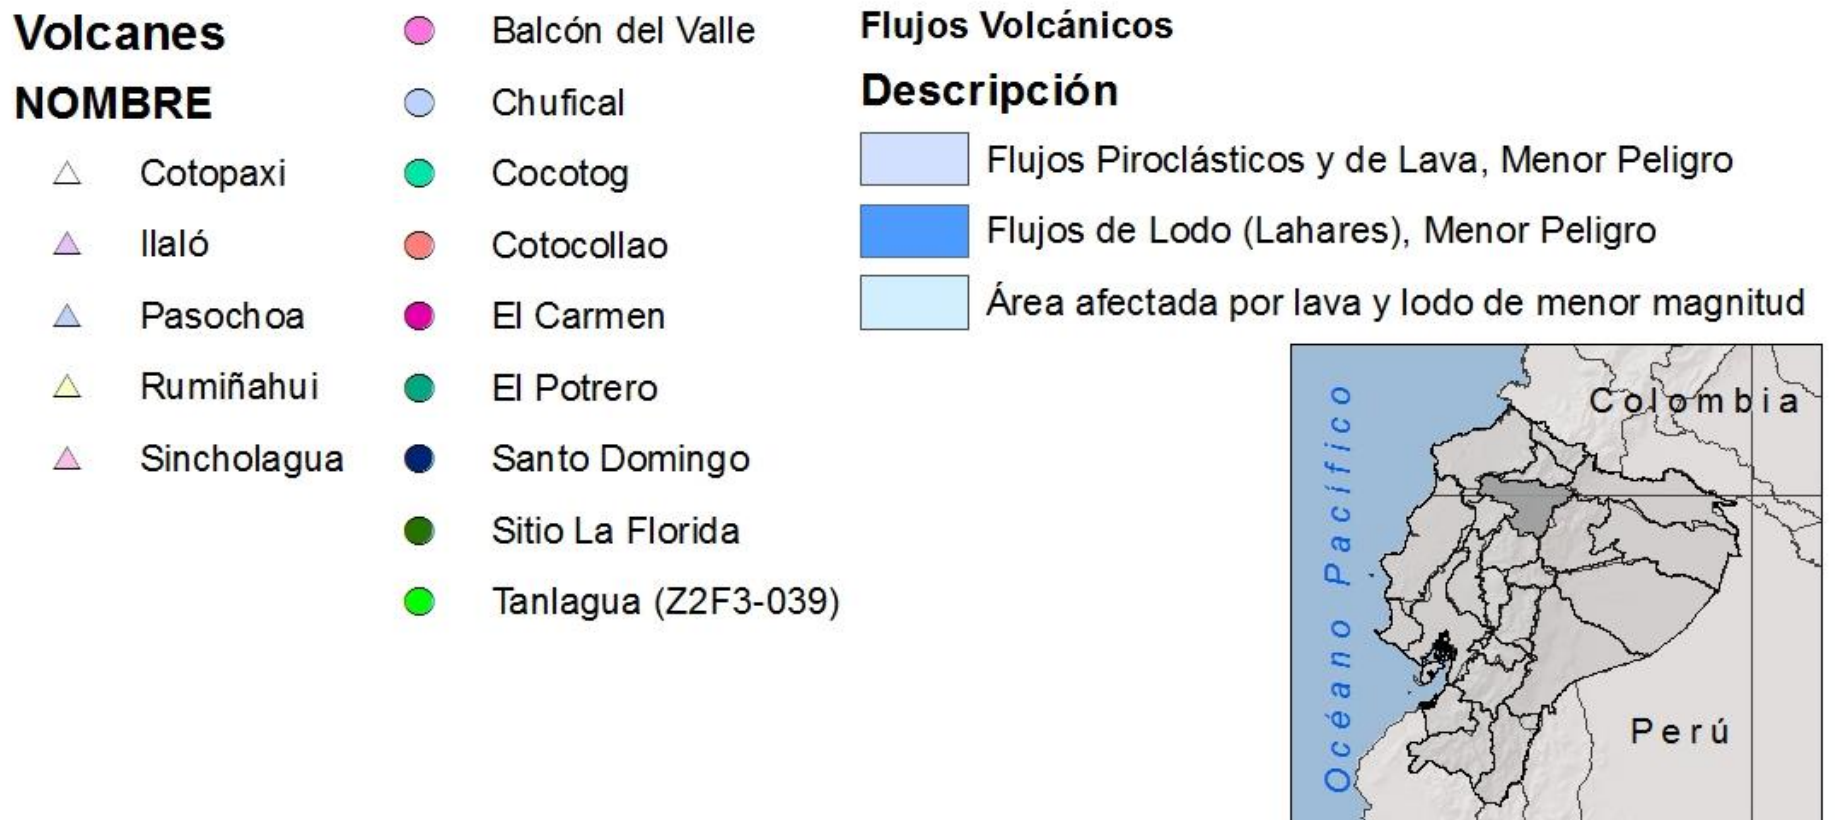 Volcanes
NOMBRE
Cotopaxi
Ilaló
Pasochoa
Rumiñahui
Sincholagua
Balcón del Valle
Chufical
Cocotog
Cotocollao
El Carmen
El Potrero
Santo Domingo
Sitio La Florida
Tanlagua (Z2F3-039)
Flujos Volcánicos
Descripción
Flujos Piroclásticos y de Lava, Menor Peligro
Flujos de Lodo (Lahares), Menor Peligro
Área afectada por lava y lodo de menor magnitud
Colombia
Océano Pacífico
Perú